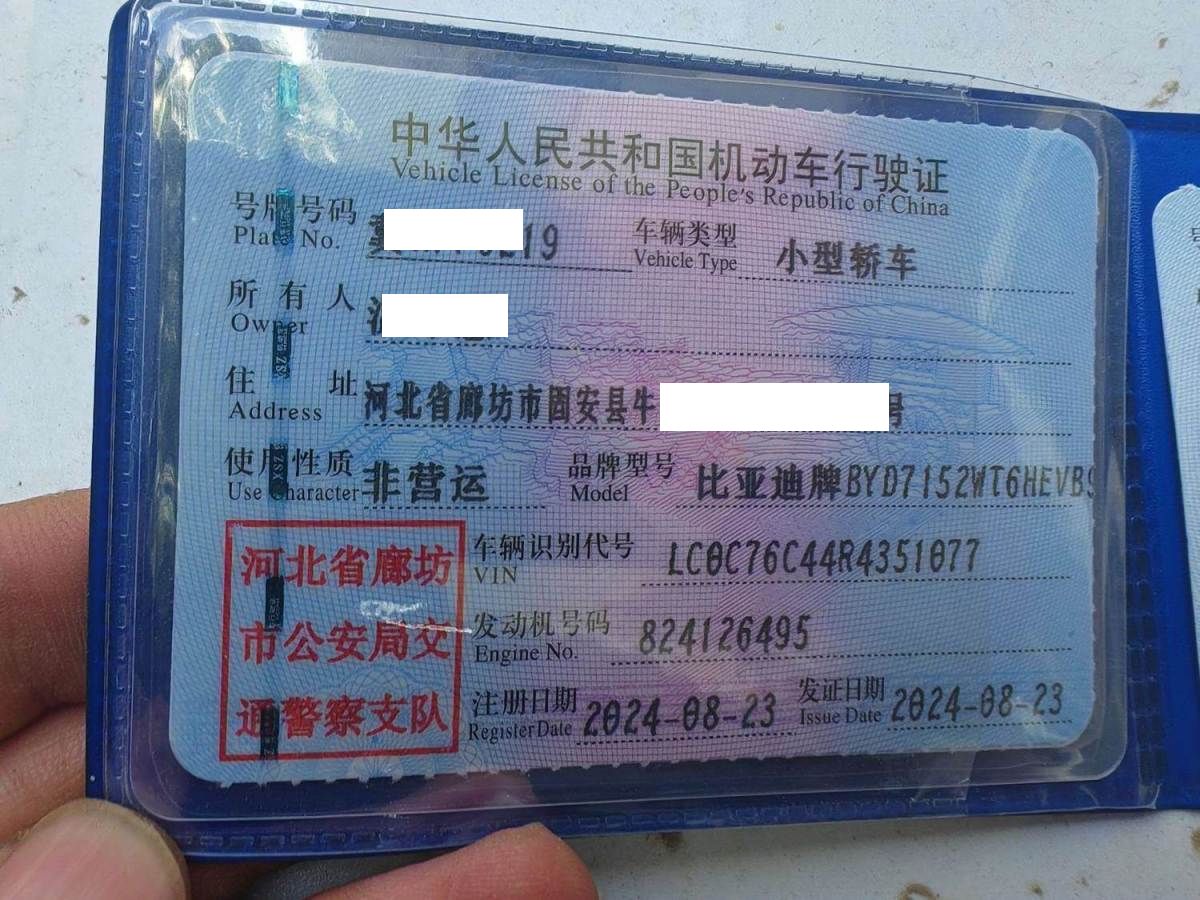 中华人民共和国机动车行驶证
Vehicle License of the People's Republic of China
号牌号码 219 车辆类型 小型轿车
Plate No. Vehicle Type
所有人
Owner
住址 河北省廊坊市固安县牛 号
Address
使用性质 非营运 品牌型号 比亚迪牌BYD7152WT6HEVB9
Use Character Model
河北省廊坊
市公安局交
通警察支队
车辆识别代号 LC0C76C44R4351077
VIN
发动机号码 824126495
Engine No.
注册日期 2024-08-23 发证日期 2024-08-23
Register Date Issue Date